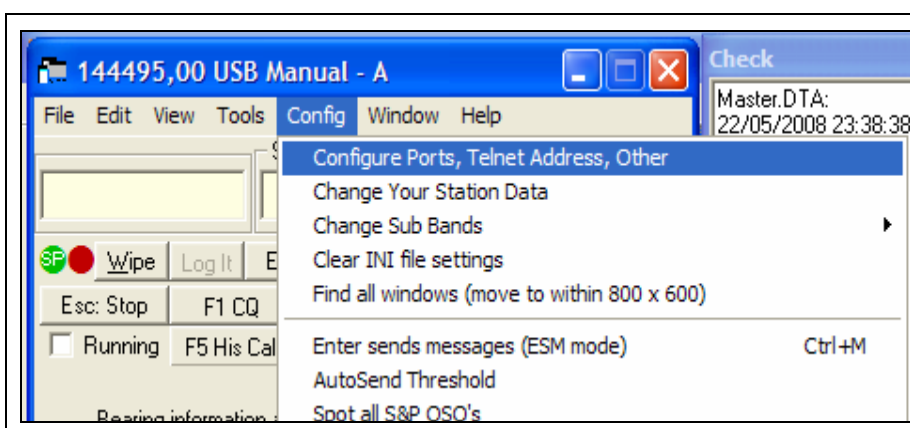 144495,00 USB Manual - A
Check
File Edit View Tools Config Window Help
Master.DTA:
22/05/2008 23:38:38
S
Configure Ports, Telnet Address, Other
Change Your Station Data
Change Sub Bands
SP Wipe Log It E
Clear INI file settings
Esc: Stop F1 CQ
Find all windows (move to within 800 x 600)
Running F5 His Cal
Enter sends messages (ESM mode) Ctrl+M
AutoSend Threshold
Bearing information
Spot all S&P QSO's